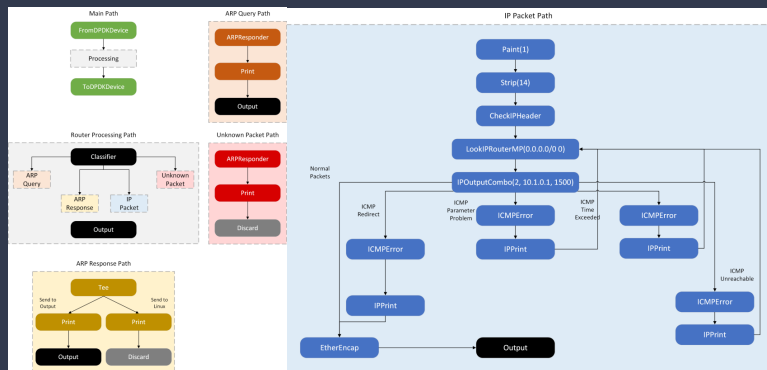 Main Path
FromDPDKDevice
Processing
ToDPDKDevice
ARP Query Path
ARPResponder
Print
Output
Router Processing Path
Classifier
ARP
Query
ARP
Response
IP
Packet
Unknown
Packet
Output
Unknown Packet Path
ARPResponder
Print
Discard
ARP Response Path
Tee
Send to
Output
Send to
Linux
Print
Print
Output
Discard
IP Packet Path
Paint(1)
Strip(14)
CheckIPHeader
LookIPRouterMP(0.0.0.0/0 0)
Normal
Packets
IPOutputCombo(2, 10.1.0.1, 1500)
ICMP
Redirect
ICMP
Parameter
Problem
ICMP
Time
Exceeded
ICMPError
ICMPError
ICMPError
IPPrint
IPPrint
ICMP
Unreachable
IPPrint
ICMPError
IPPrint
EtherEncap
Output